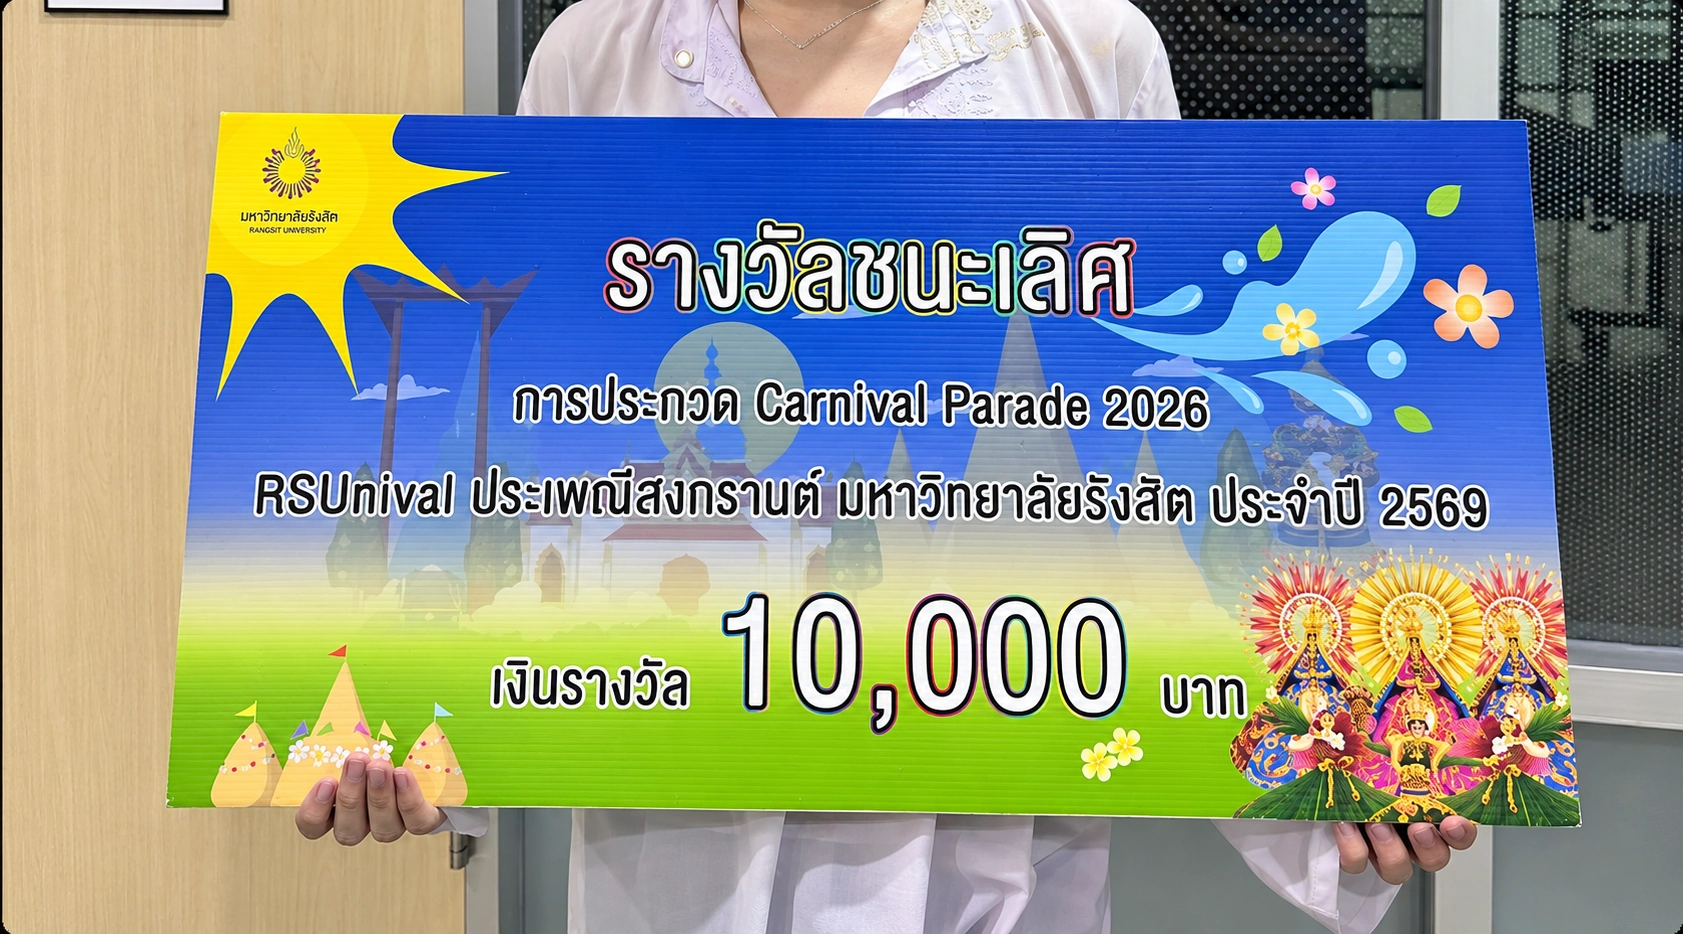 มหาวิทยาลัยรังสิต
RANGSIT UNIVERSITY
รางวัลชนะเลิศ
การประกวด Carnival Parade 2026
RSUnival ประเพณีสงกรานต์ มหาวิทยาลัยรังสิต ประจำปี 2569
เงินรางวัล 10,000 บาท